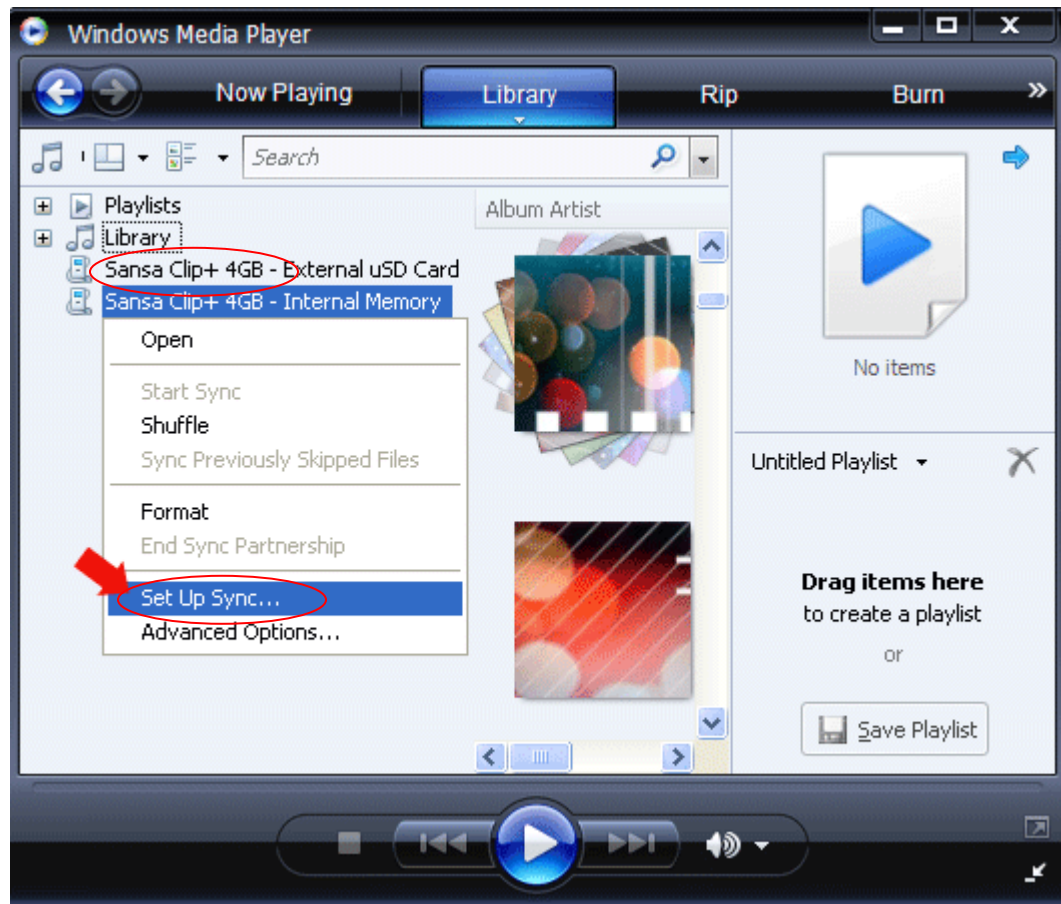 Windows Media Player
Now Playing Library Rip Burn »
Search
Playlists
Library
Sansa Clip+ 4GB - External uSD Card
Sansa Clip+ 4GB - Internal Memory
Open
Start Sync
Shuffle
Sync Previously Skipped Files
Format
End Sync Partnership
Set Up Sync...
Advanced Options...
Album Artist
No items
Untitled Playlist
Drag items here
to create a playlist
or
Save Playlist